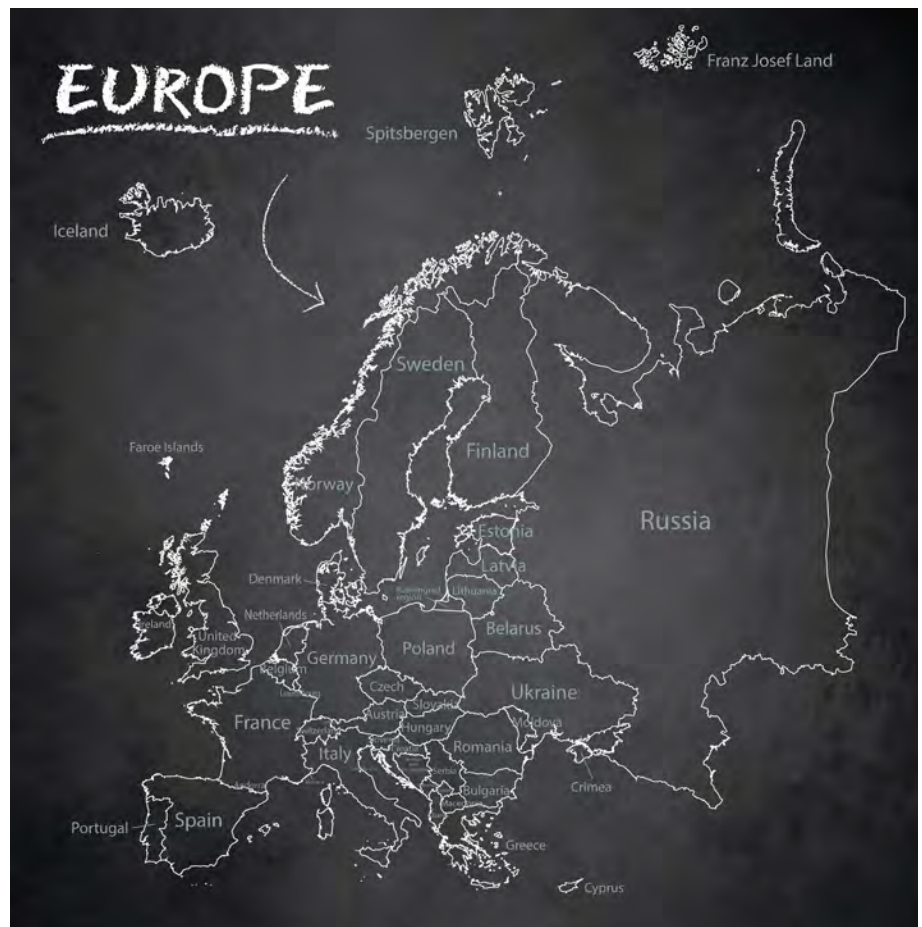 EUROPE
Franz Josef Land
Spitsbergen
Iceland
Sweden
Faroe Islands
Finland
Norway
Russia
Estonia
Latvia
Denmark
Lithuania
Netherlands
Ireland
United
Kingdom
Belarus
Poland
Germany
Belgium
Czech
Ukraine
Slovakia
Austria
France
Moldova
Hungary
Romania
Italy
Serbia
Bulgaria
Crimea
Andorra
Macedonia
Portugal
Spain
Greece
Cyprus